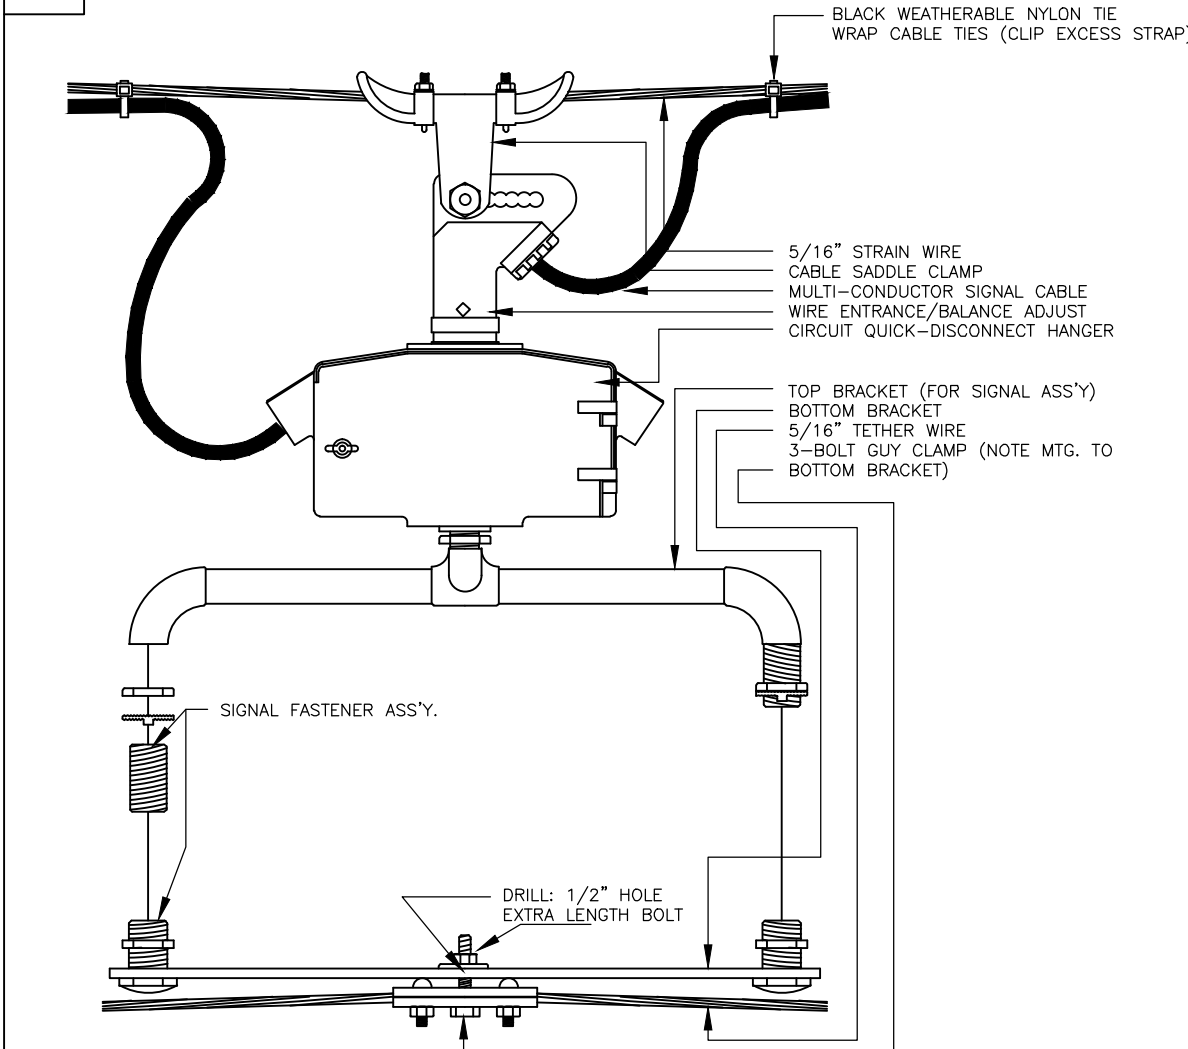 BLACK WEATHERABLE NYLON TIE
WRAP CABLE TIES (CLIP EXCESS STRAP)
5/16" STRAIN WIRE
CABLE SADDLE CLAMP
MULTI-CONDUCTOR SIGNAL CABLE
WIRE ENTRANCE/BALANCE ADJUST
CIRCUIT QUICK-DISCONNECT HANGER
TOP BRACKET (FOR SIGNAL ASS'Y)
BOTTOM BRACKET
5/16" TETHER WIRE
3-BOLT GUY CLAMP (NOTE MTG. TO
BOTTOM BRACKET)
SIGNAL FASTENER ASS'Y.
DRILL: 1/2" HOLE
EXTRA LENGTH BOLT